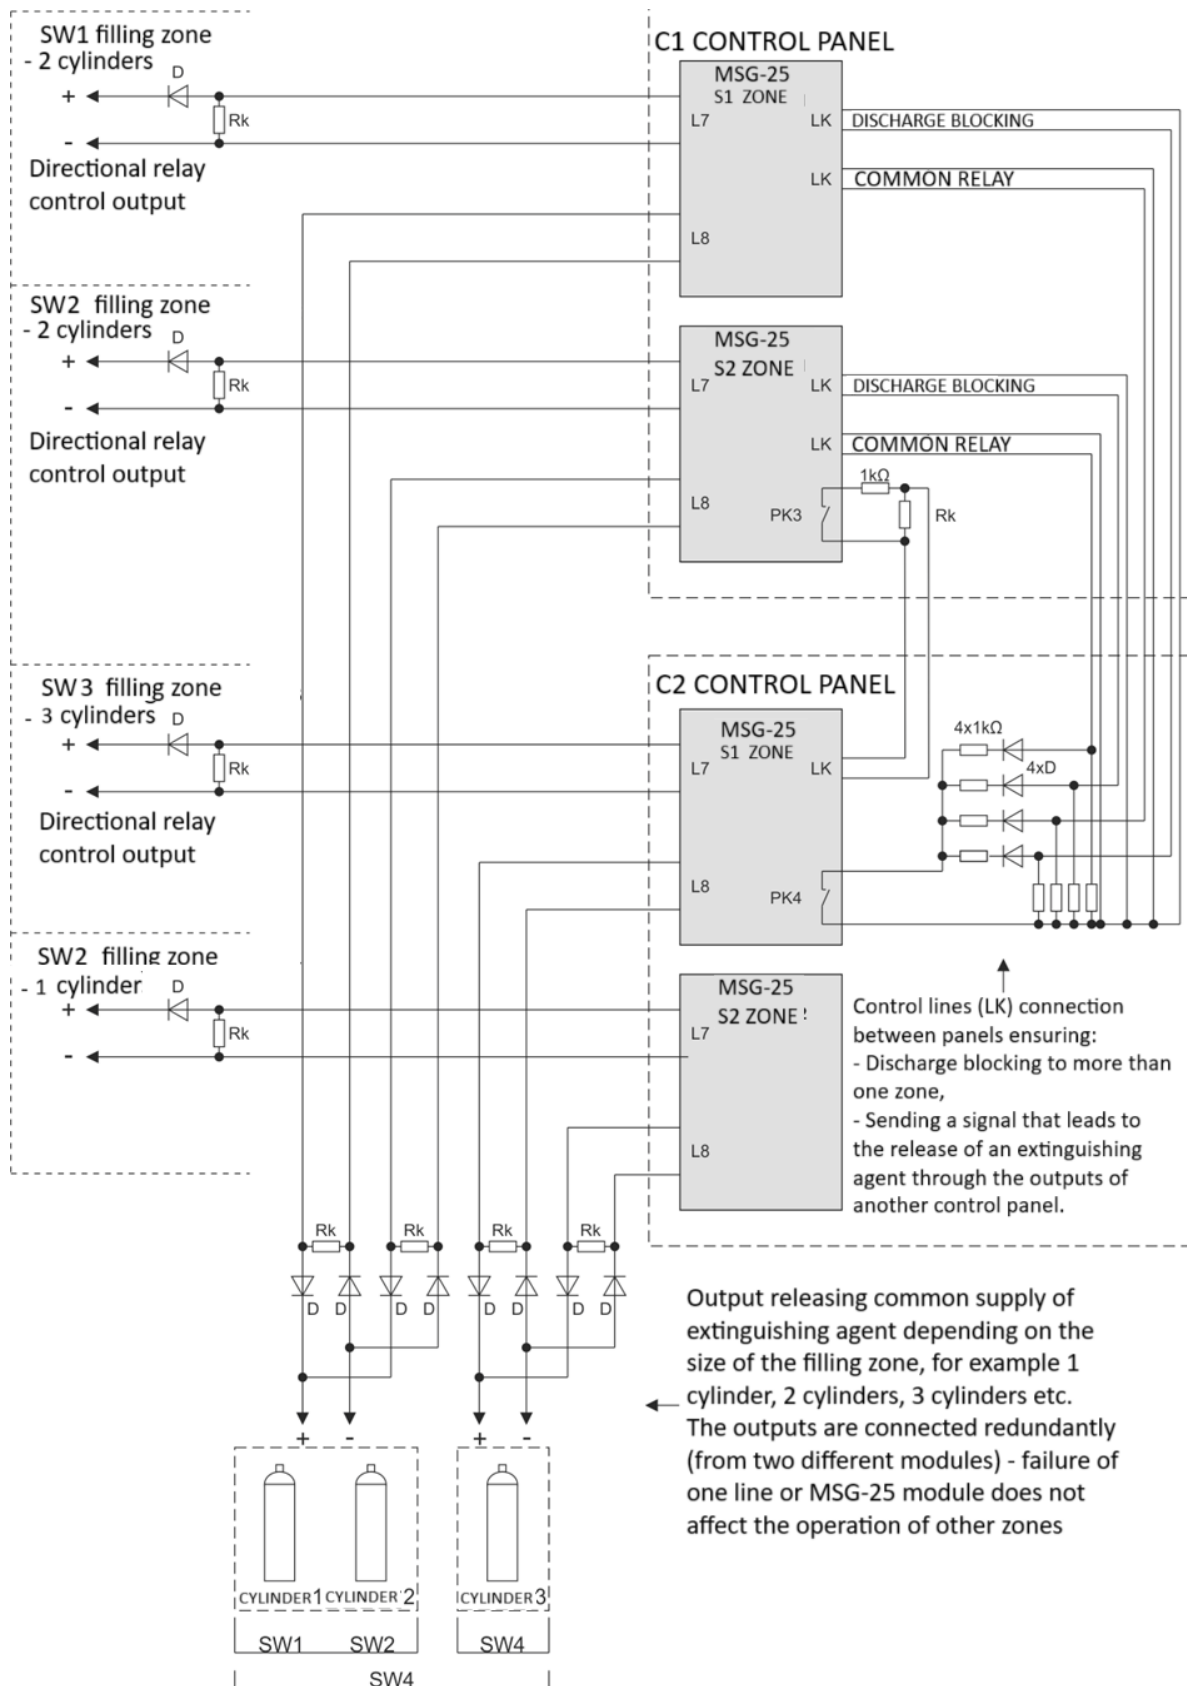 SW1 filling zone
- 2 cylinders
D
+
Rk
-
Directional relay
control output
C1 CONTROL PANEL
MSG-25
S1 ZONE
L7
LK
DISCHARGE BLOCKING
LK
COMMON RELAY
L8
SW2 filling zone
- 2 cylinders
D
+
Rk
-
Directional relay
control output
MSG-25
S2 ZONE
L7
LK
DISCHARGE BLOCKING
LK
COMMON RELAY
1kΩ
L8
PK3
Rk
SW3 filling zone
- 3 cylinders
D
+
Rk
-
Directional relay
control output
C2 CONTROL PANEL
MSG-25
S1 ZONE
L7
LK
4x1kΩ
4xD
L8
PK4
SW2 filling zone
- 1 cylinder
D
+
Rk
-
MSG-25
S2 ZONE
L7
L8
Control lines (LK) connection
between panels ensuring:
- Discharge blocking to more than
one zone,
- Sending a signal that leads to
the release of an extinguishing
agent through the outputs of
another control panel.
Rk
Rk
Rk
Rk
D
D
D
D
D
D
D
D
+
-
+
-
Output releasing common supply of
extinguishing agent depending on the
size of the filling zone, for example 1
cylinder, 2 cylinders, 3 cylinders etc.
The outputs are connected redundantly
(from two different modules) - failure of
one line or MSG-25 module does not
affect the operation of other zones
CYLINDER 1
CYLINDER 2
CYLINDER 3
SW1
SW2
SW4
SW4